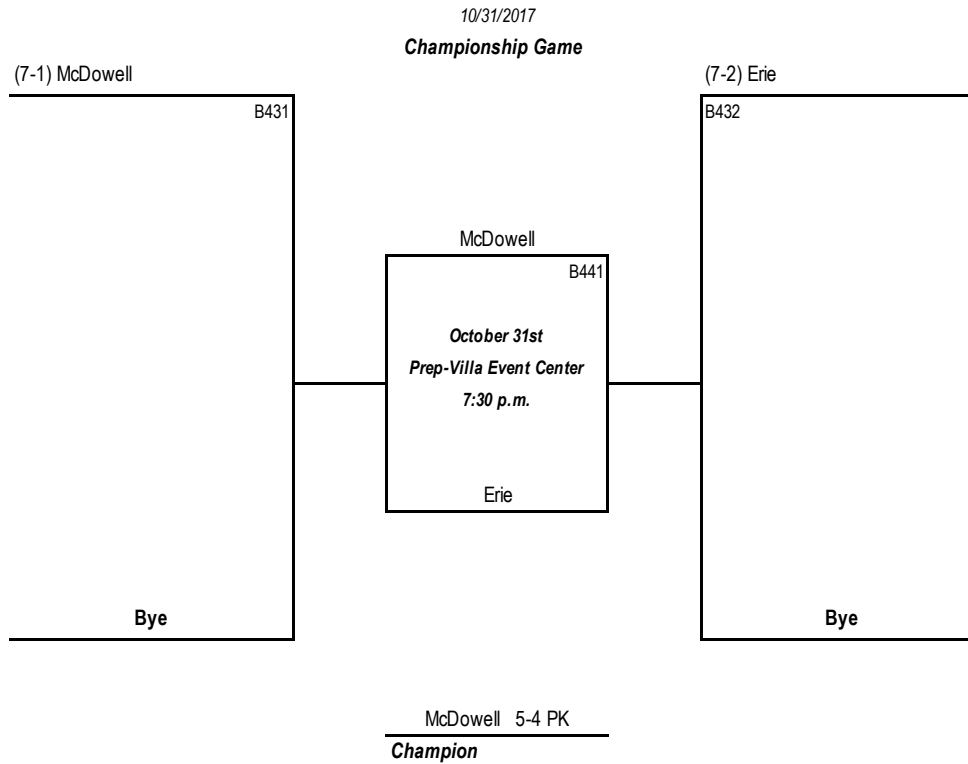 10/31/2017
Championship Game
(7-1) McDowell
(7-2) Erie
B431
B432
McDowell
B441
October 31st
Prep-Villa Event Center
7:30 p.m.
Erie
Bye
Bye
McDowell 5-4 PK
Champion